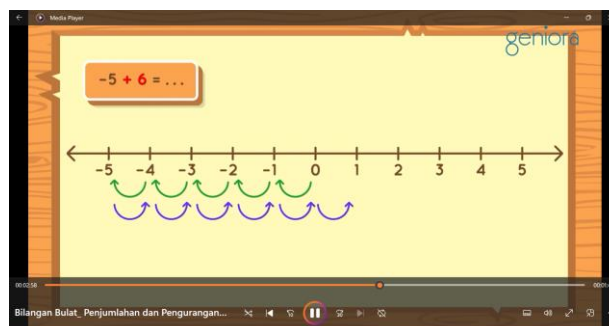 Media Player
geniora
-5 + 6 = ...
-5 -4 -3 -2 -1 0 1 2 3 4 5
00:02:58
Bilangan Bulat_ Penjumlahan dan Pengurangan...